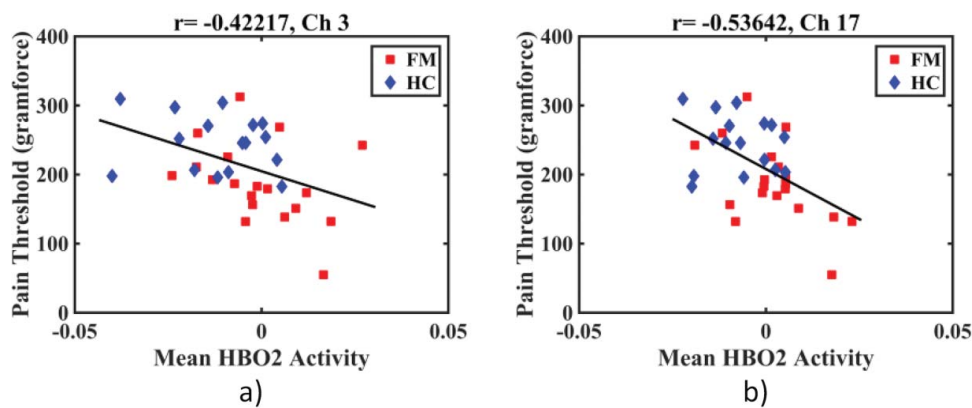 r= -0.42217, Ch 3
400
300
200
100
0
-0.05
0
0.05
Pain Threshold (gramforce)
Mean HBO2 Activity
FM
HC
a)
r= -0.53642, Ch 17
400
300
200
100
0
-0.05
0
0.05
Pain Threshold (gramforce)
Mean HBO2 Activity
FM
HC
b)